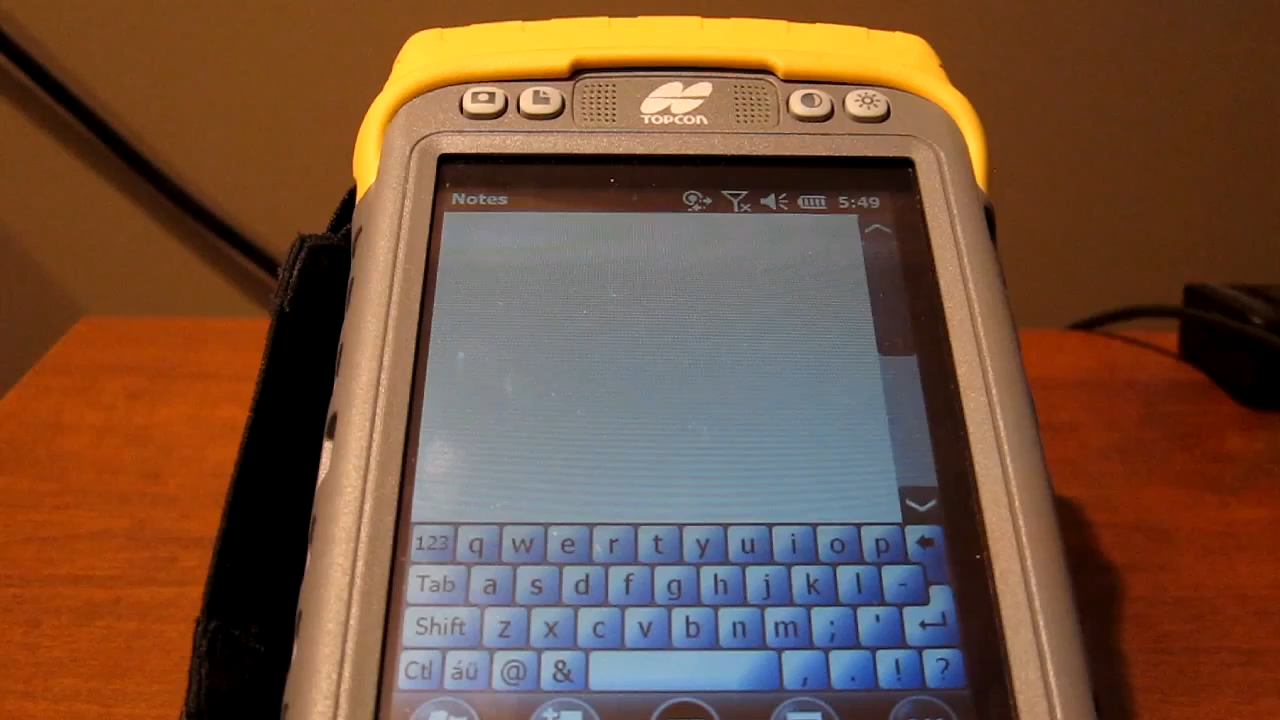 TOPCON
Notes 5:49
123 q w e r t y u i o p
Tab a s d f g h j k l -
Shift z x c v b n m ; '
Ctl áü @ & , . ! ?